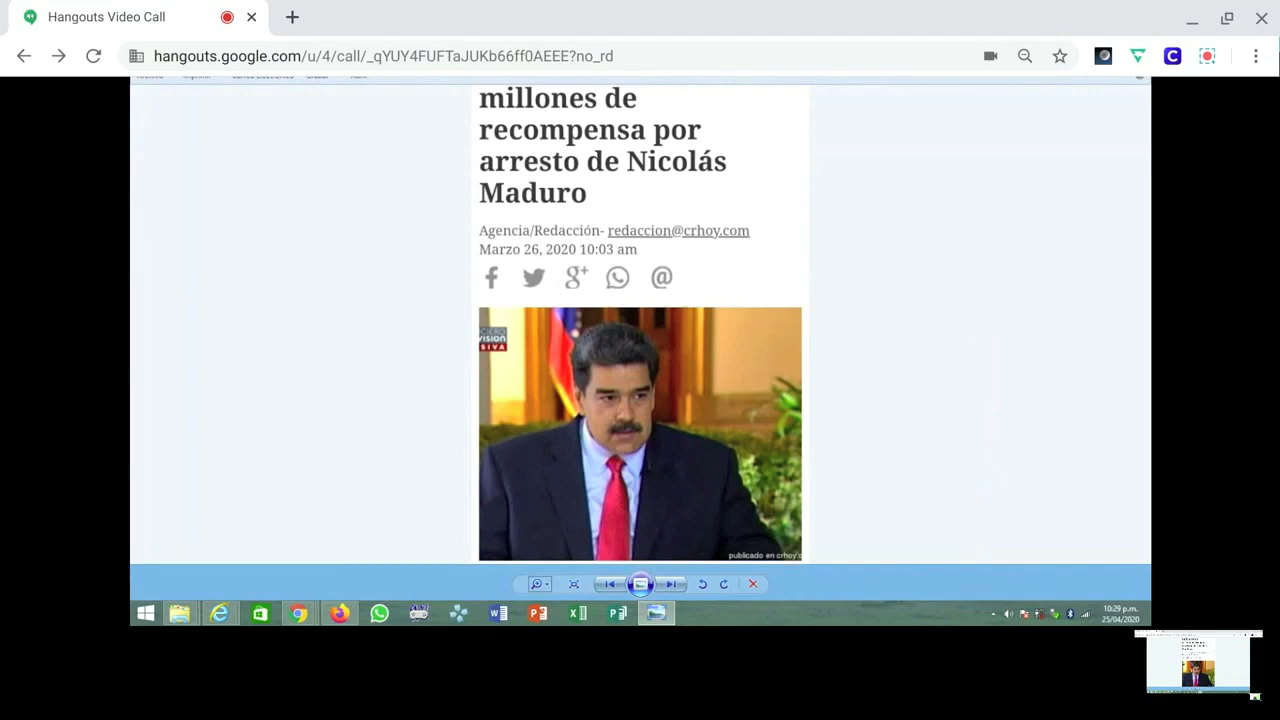 Hangouts Video Call
hangouts.google.com/u/4/call/_qYUY4FUFTaJUKb66ff0AEEE?no_rd
millones de
recompensa por
arresto de Nicolás
Maduro
Agencia/Redacción- redaccion@crhoy.com
Marzo 26, 2020 10:03 am
publicado en crhoy.c
10:29 p.m.
25/04/2020